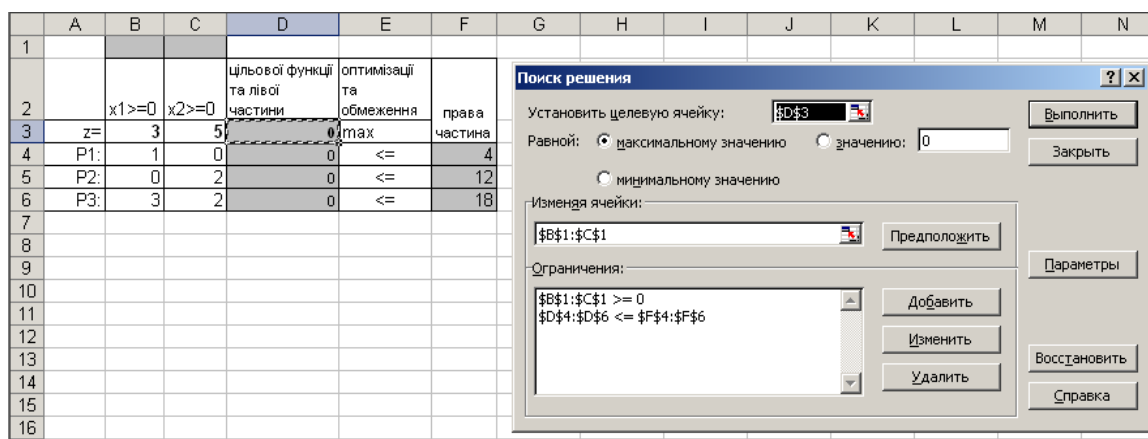 A B C D E F G H I J K L M N
1
2 x1>=0 x2>=0 цільової функції та лівої частини оптимізації та обмеження права частина
3 z= 3 5 0 max
4 P1: 1 0 0 <= 4
5 P2: 0 2 0 <= 12
6 P3: 3 2 0 <= 18
7
8
9
10
11
12
13
14
15
16
Поиск решения
Установить целевую ячейку: $D$3
Выполнить
Равной: максимальному значению значению: 0
Закрыть
минимальному значению
Изменяя ячейки:
$B$1:$C$1
Предположить
Параметры
Ограничения:
$B$1:$C$1 >= 0
$D$4:$D$6 <= $F$4:$F$6
Добавить
Изменить
Удалить
Восстановить
Справка